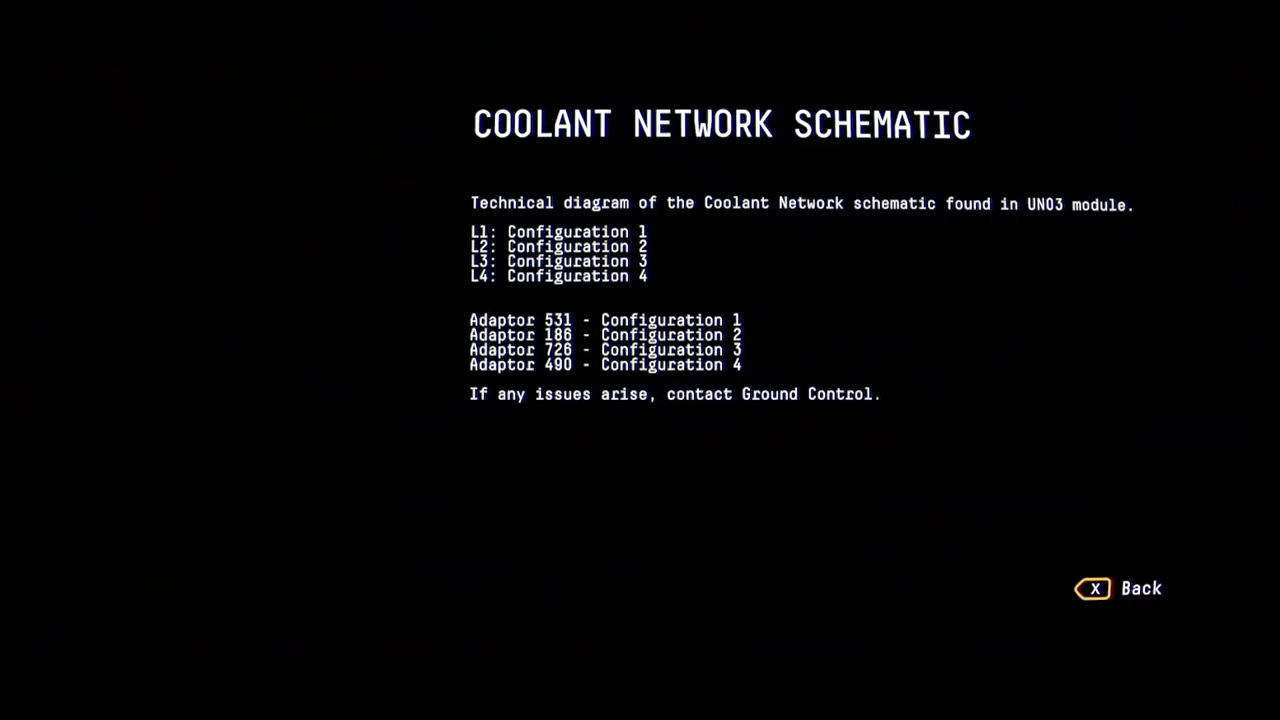 COOLANT NETWORK SCHEMATIC
Technical diagram of the Coolant Network schematic found in UNO3 module.
L1: Configuration 1
L2: Configuration 2
L3: Configuration 3
L4: Configuration 4
Adaptor 531 - Configuration 1
Adaptor 186 - Configuration 2
Adaptor 726 - Configuration 3
Adaptor 490 - Configuration 4
If any issues arise, contact Ground Control.
X Back